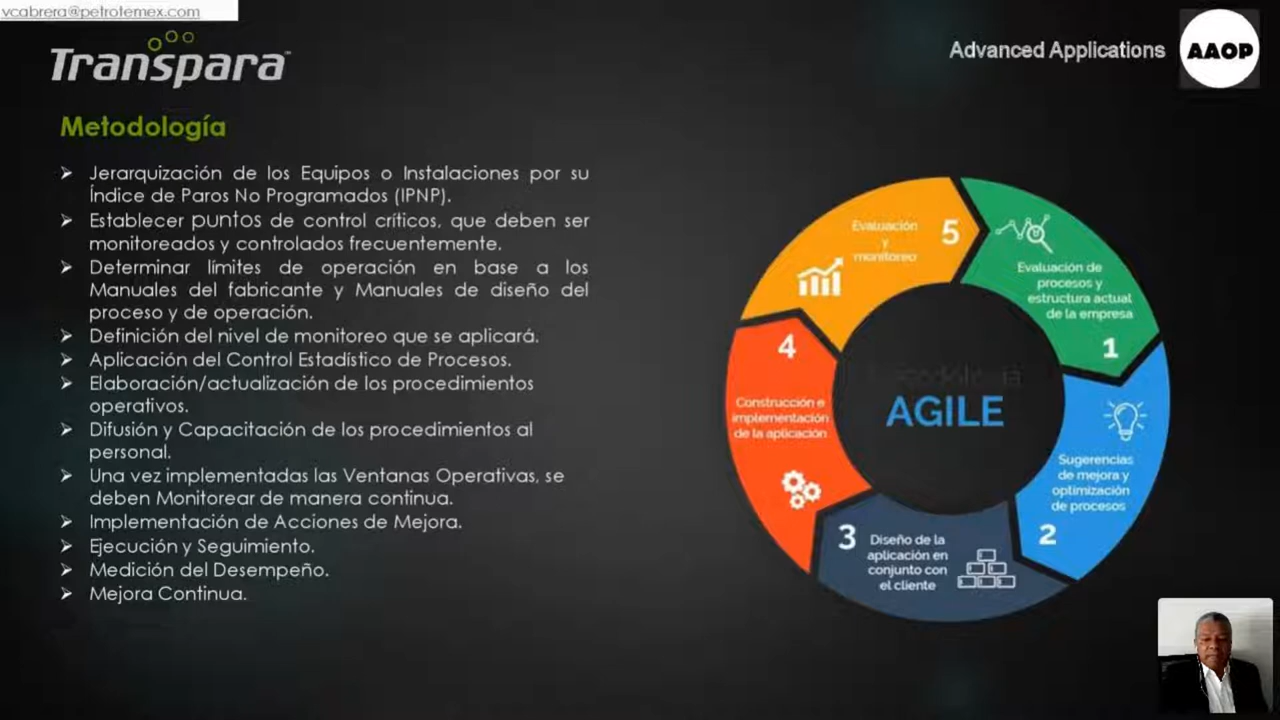 vcabrera@petrotemex.com
Transpara
Advanced Applications
AAOP
Metodología
➤ Jerarquización de los Equipos o Instalaciones por su
Índice de Paros No Programados (IPNP).
➤ Establecer puntos de control críticos, que deben ser
monitoreados y controlados frecuentemente.
➤ Determinar límites de operación en base a los
Manuales del fabricante y Manuales de diseño del
proceso y de operación.
➤ Definición del nivel de monitoreo que se aplicará.
➤ Aplicación del Control Estadístico de Procesos.
➤ Elaboración/actualización de los procedimientos
operativos.
➤ Difusión y Capacitación de los procedimientos al
personal.
➤ Una vez implementadas las Ventanas Operativas, se
deben Monitorear de manera continua.
➤ Implementación de Acciones de Mejora.
➤ Ejecución y Seguimiento.
➤ Medición del Desempeño.
➤ Mejora Continua.
Evaluación de
procesos y
estructura actual
de la empresa
1
Sugerencias
de mejora y
optimización
de procesos
2
3
Diseño de la
aplicación en
conjunto con
el cliente
4
Construcción e
implementación
de la aplicación
5
Evaluación
y
monitoreo
AGILE